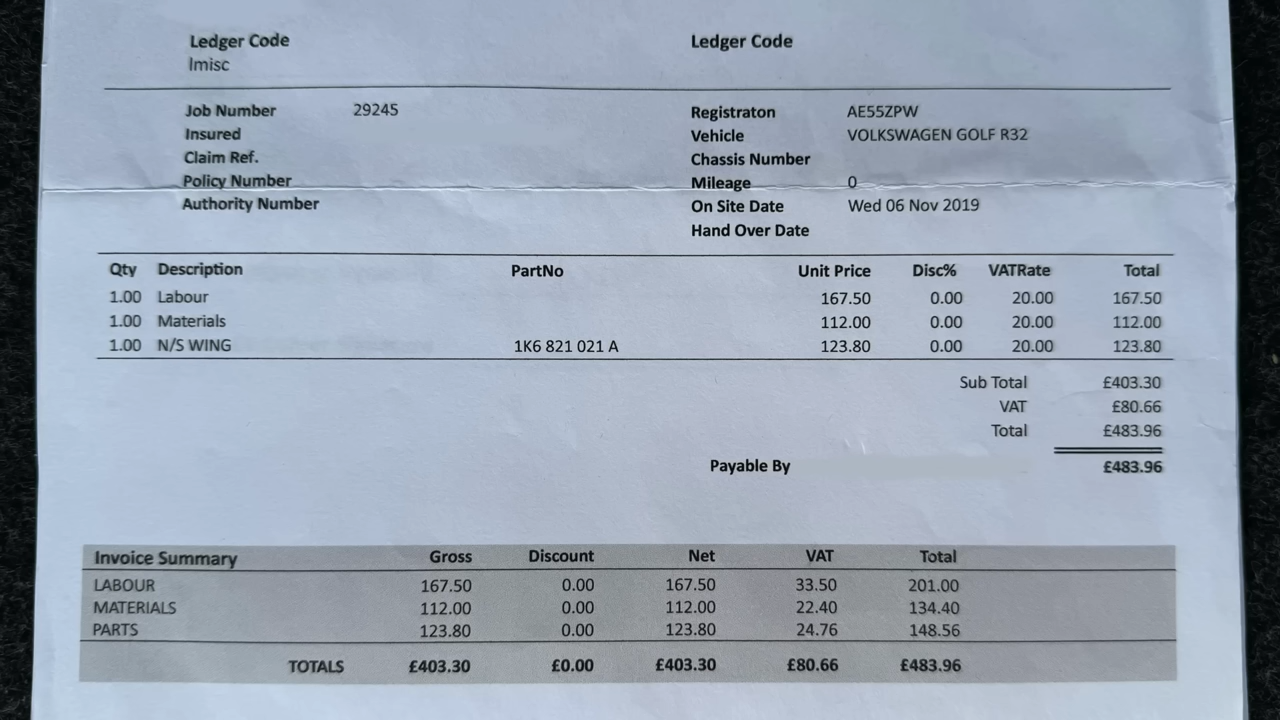 Ledger Code Ledger Code
Imisc
Job Number 29245 Registraton AE55ZPW
Insured Vehicle VOLKSWAGEN GOLF R32
Claim Ref. Chassis Number
Policy Number Mileage 0
Authority Number On Site Date Wed 06 Nov 2019
Hand Over Date
Qty Description PartNo Unit Price Disc% VATRate Total
1.00 Labour 167.50 0.00 20.00 167.50
1.00 Materials 112.00 0.00 20.00 112.00
1.00 N/S WING 1K6 821 021 A 123.80 0.00 20.00 123.80
Sub Total £403.30
VAT £80.66
Total £483.96
Payable By £483.96
Invoice Summary Gross Discount Net VAT Total
LABOUR 167.50 0.00 167.50 33.50 201.00
MATERIALS 112.00 0.00 112.00 22.40 134.40
PARTS 123.80 0.00 123.80 24.76 148.56
TOTALS £403.30 £0.00 £403.30 £80.66 £483.96